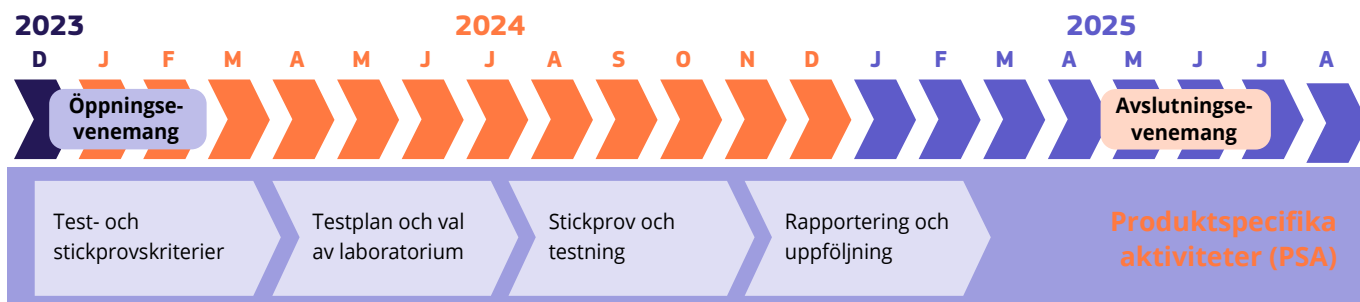 2023 2024 2025
D J F M A M J J A S O N D J F M A M J J A
Öppningse-
venemang
Avslutningse-
venemang
Test- och
stickprovskriterier
Testplan och val
av laboratorium
Stickprov och
testning
Rapportering och
uppföljning
Produktspecifika
aktiviteter (PSA)